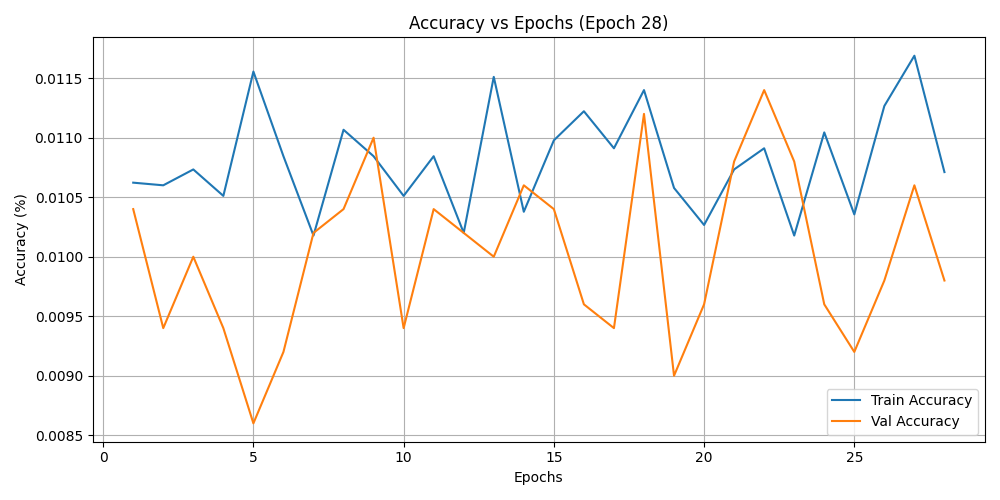 Accuracy vs Epochs (Epoch 28)
Accuracy (%)
0.0115
0.0110
0.0105
0.0100
0.0095
0.0090
0.0085
0 5 10 15 20 25
Epochs
Train Accuracy
Val Accuracy